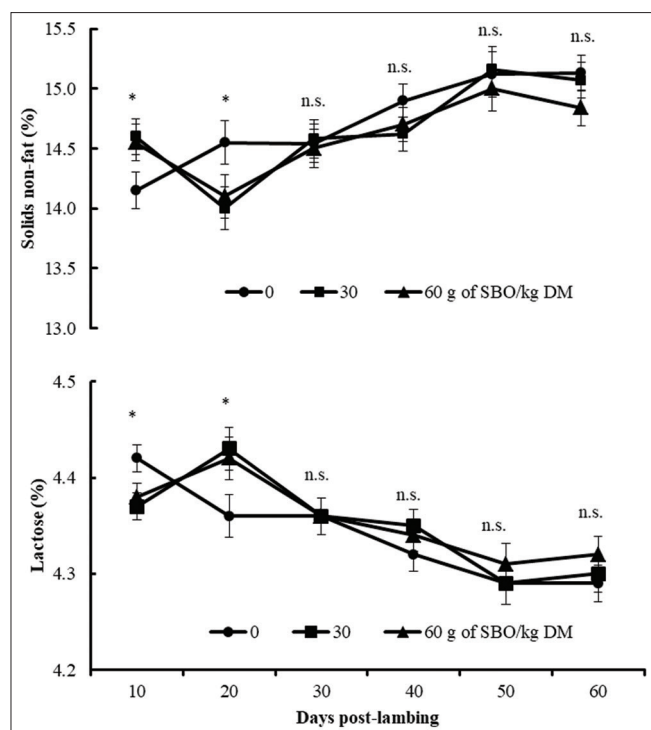 15.5
15.0
14.5
14.0
13.5
13.0
Solids non-fat (%)
*
*
n.s.
n.s.
n.s.
n.s.
0 30 60 g of SBO/kg DM
4.5
4.4
4.3
4.2
Lactose (%)
*
*
n.s.
n.s.
n.s.
n.s.
0 30 60 g of SBO/kg DM
10 20 30 40 50 60
Days post-lambing